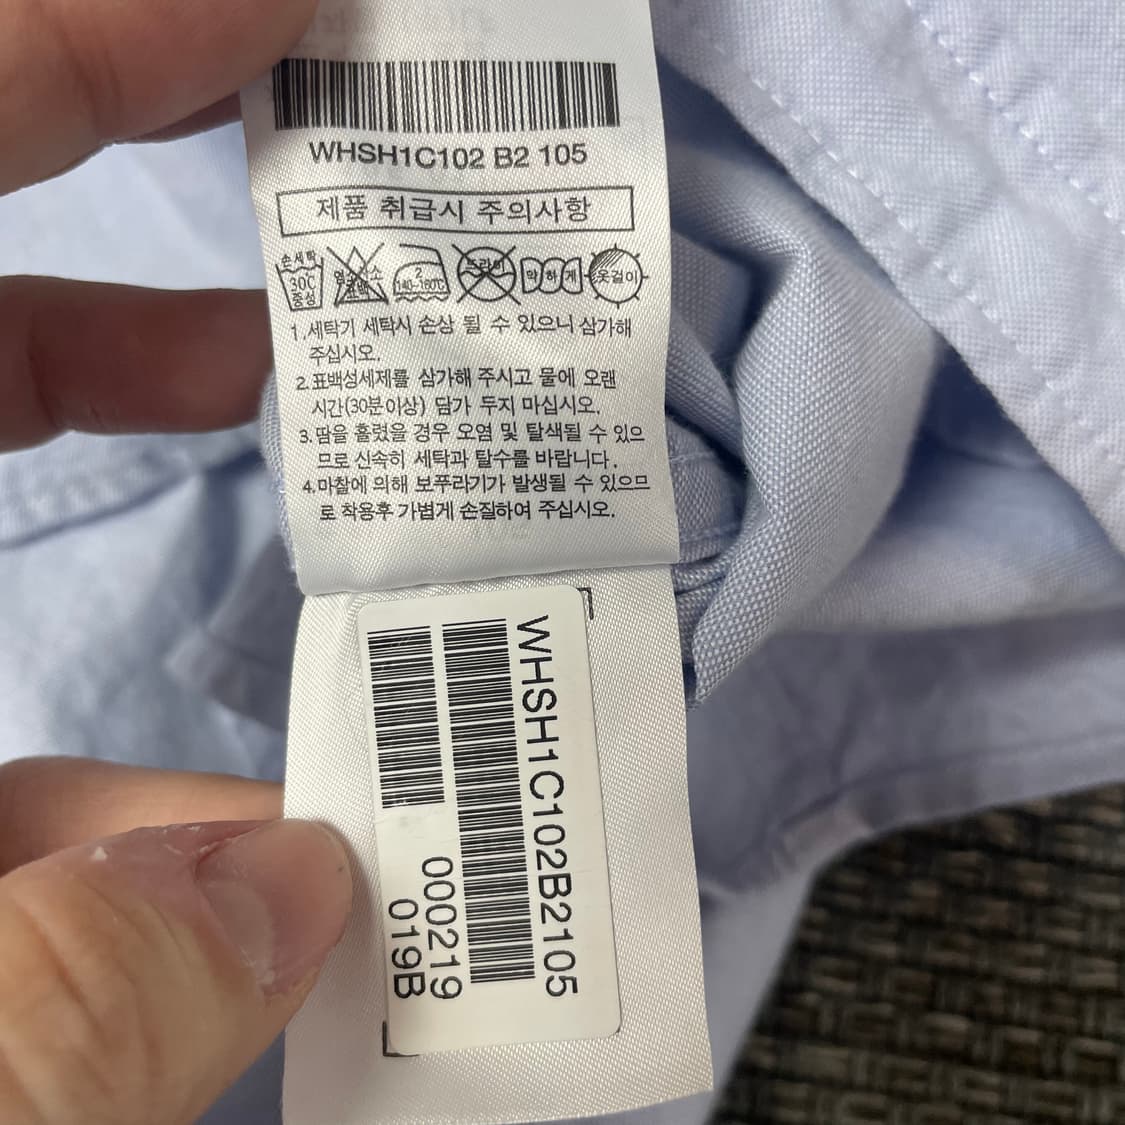 WHSH1C102 B2 105
제품 취급시 주의사항
손세탁
30℃
중성
염소산소
표백
2
140~160℃
드라이
약하게
옷걸이
1.세탁기 세탁시 손상 될 수 있으니 삼가해
주십시오.
2.표백성세제를 삼가해 주시고 물에 오랜
시간(30분이상) 담가 두지 마십시오.
3.땀을 흘렸을 경우 오염 및 탈색될 수 있으
므로 신속히 세탁과 탈수를 바랍니다.
4.마찰에 의해 보푸라기가 발생될 수 있으므
로 착용후 가볍게 손질하여 주십시오.
WHSH1C102B2105
000219
019B